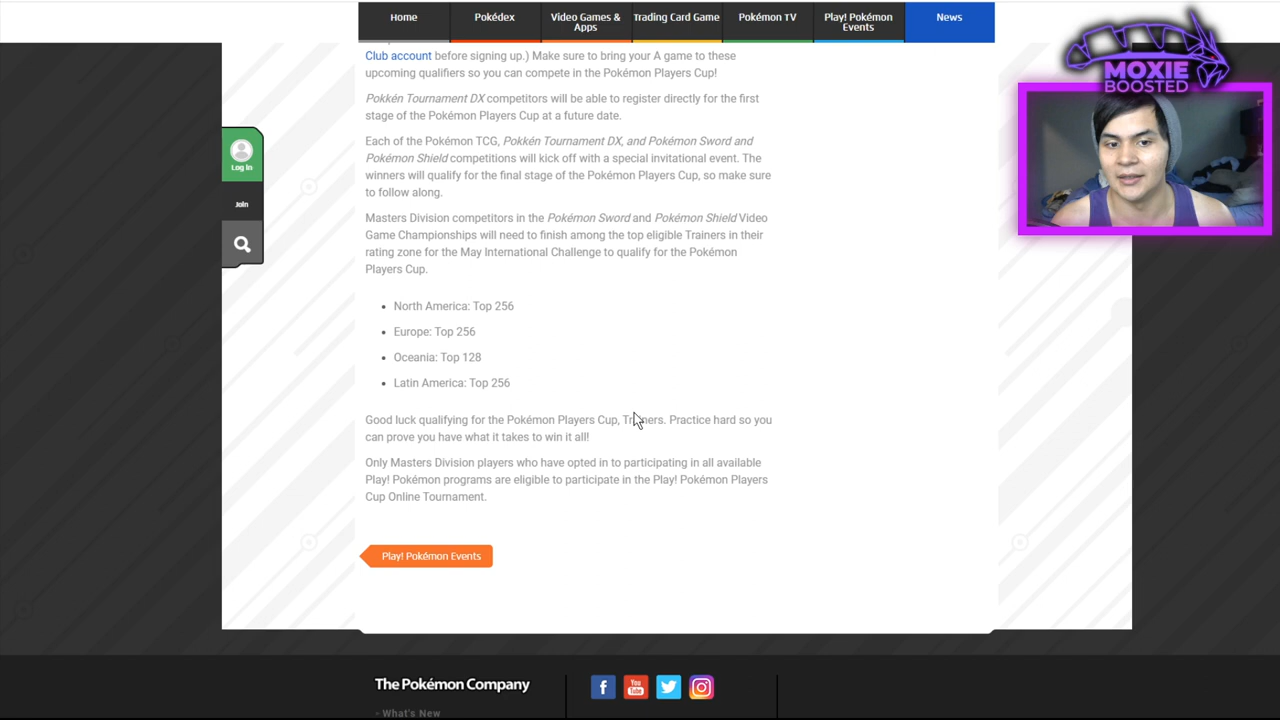 Home
Pokédex
Video Games &
Apps
Trading Card Game
Pokémon TV
Play! Pokémon
Events
News
MOXIE
BOOSTED
Log In
Join
Club account before signing up.) Make sure to bring your A game to these
upcoming qualifiers so you can compete in the Pokémon Players Cup!
Pokkén Tournament DX competitors will be able to register directly for the first
stage of the Pokémon Players Cup at a future date.
Each of the Pokémon TCG, Pokkén Tournament DX, and Pokémon Sword and
Pokémon Shield competitions will kick off with a special invitational event. The
winners will qualify for the final stage of the Pokémon Players Cup, so make sure
to follow along.
Masters Division competitors in the Pokémon Sword and Pokémon Shield Video
Game Championships will need to finish among the top eligible Trainers in their
rating zone for the May International Challenge to qualify for the Pokémon
Players Cup.
• North America: Top 256
• Europe: Top 256
• Oceania: Top 128
• Latin America: Top 256
Good luck qualifying for the Pokémon Players Cup, Trainers. Practice hard so you
can prove you have what it takes to win it all!
Only Masters Division players who have opted in to participating in all available
Play! Pokémon programs are eligible to participate in the Play! Pokémon Players
Cup Online Tournament.
Play! Pokémon Events
The Pokémon Company
f
You
Tube
- What's New